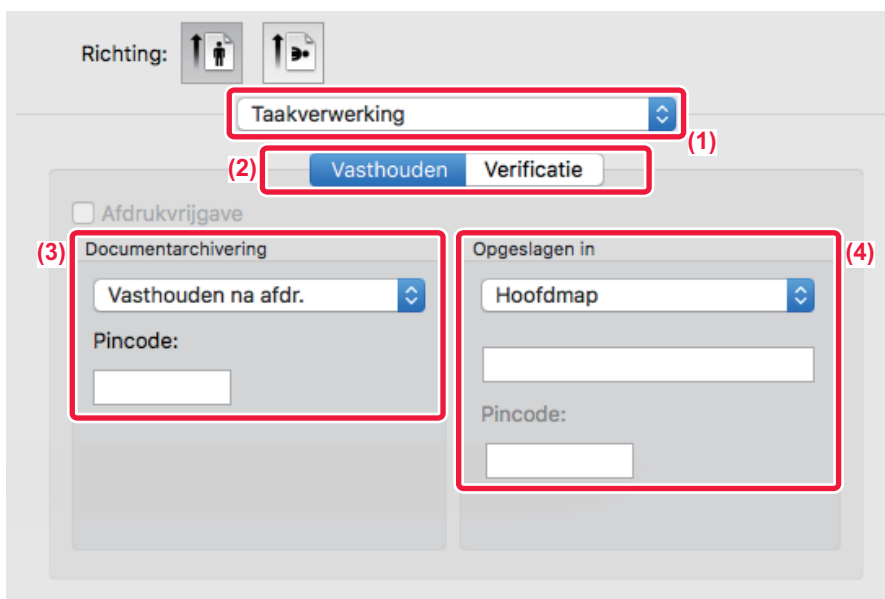 Richting:
Taakverwerking
(1)
(2) Vasthouden Verificatie
Afdrukvrijgave
(3) Documentarchivering
Opgeslagen in (4)
Vasthouden na afdr.
Hoofdmap
Pincode:
Pincode: